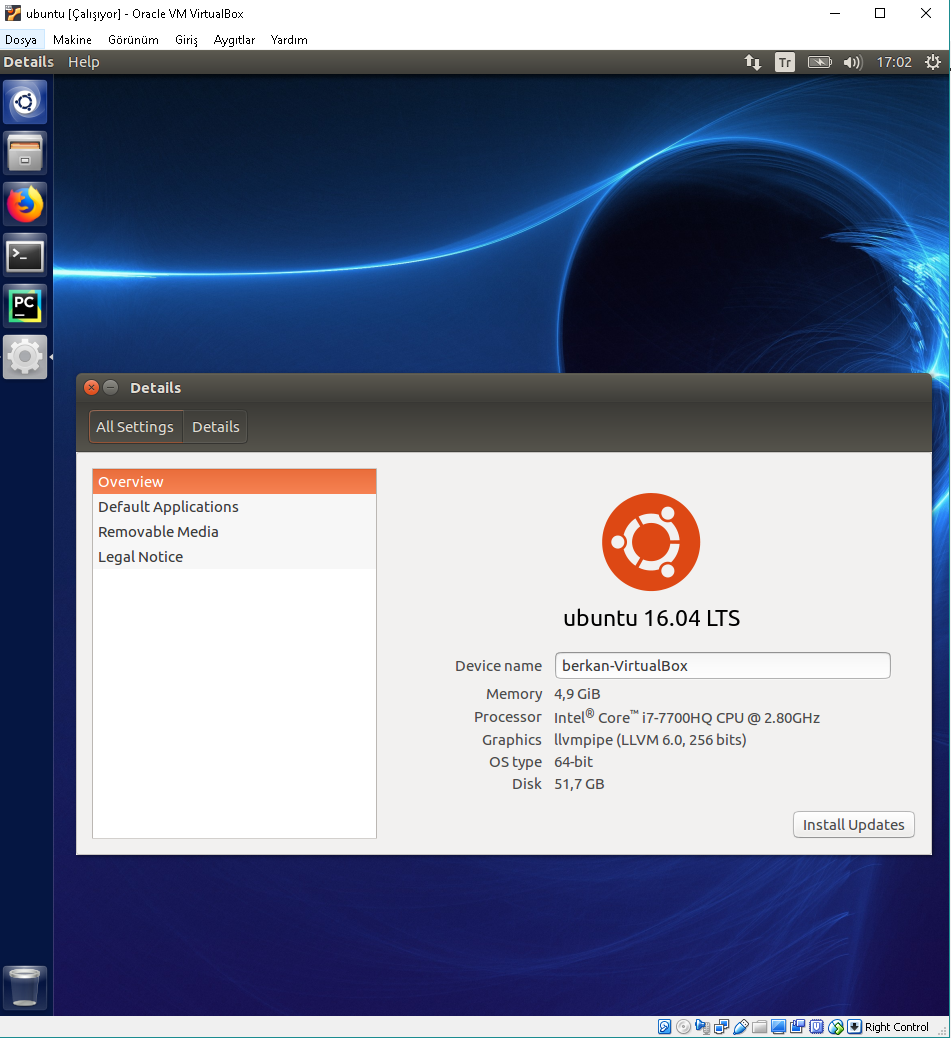 ubuntu [Çalışıyor] - Oracle VM VirtualBox
Dosya Makine Görünüm Giriş Aygıtlar Yardım
Details Help Tr 17:02
>_
PC
Details
All Settings Details
Overview
Default Applications
Removable Media
Legal Notice
ubuntu 16.04 LTS
Device name berkan-VirtualBox
Memory 4,9 GiB
Processor Intel® Core™ i7-7700HQ CPU @ 2.80GHz
Graphics llvmpipe (LLVM 6.0, 256 bits)
OS type 64-bit
Disk 51,7 GB
Install Updates
Right Control